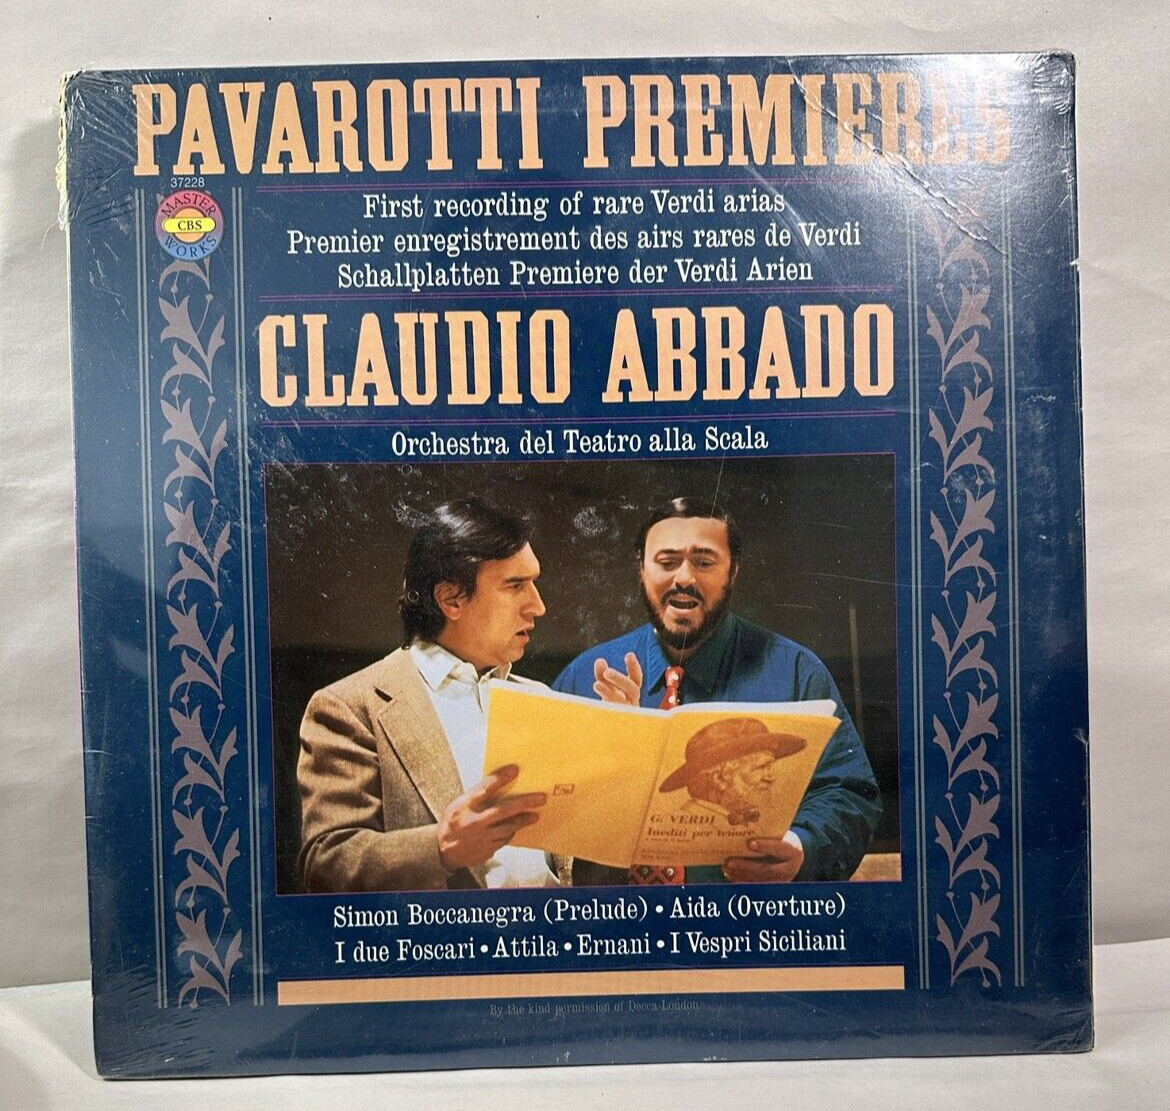 PAVAROTTI PREMIERES
37228
MASTER
CBS
WORKS
First recording of rare Verdi arias
Premier enregistrement des airs rares de Verdi
Schallplatten Premiere der Verdi Arien
CLAUDIO ABBADO
Orchestra del Teatro alla Scala
G. VERDI
Inediti per tenore
Simon Boccanegra (Prelude) • Aida (Overture)
I due Foscari • Attila • Ernani • I Vespri Siciliani
By the kind permission of Decca-London